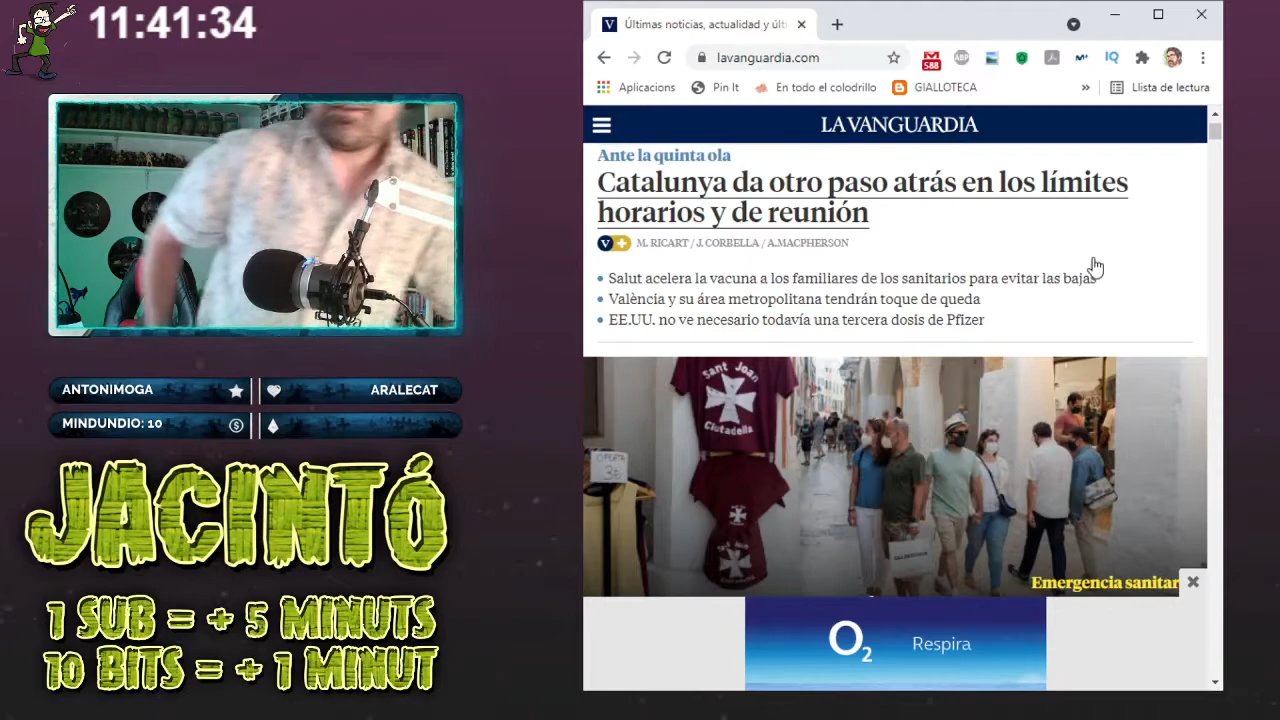 11:41:34
Últimas noticias, actualidad y últ
lavanguardia.com
588
ABP
IQ
Aplicacions
Pin It
En todo el colodrillo
GIALLOTECA
»
Llista de lectura
LA VANGUARDIA
Ante la quinta ola
Catalunya da otro paso atrás en los límites
horarios y de reunión
V + M. RICART / J. CORBELLA / A.MACPHERSON
• Salut acelera la vacuna a los familiares de los sanitarios para evitar las bajas
• València y su área metropolitana tendrán toque de queda
• EE.UU. no ve necesario todavía una tercera dosis de Pfizer
Sant Joan
Ciutadella
OFERTA
Emergencia sanitar
O2 Respira
ANTONIMOGA
ARALECAT
MINDUNDIO: 10
JACINTÓ
1 SUB = + 5 MINUTS
10 BITS = + 1 MINUT